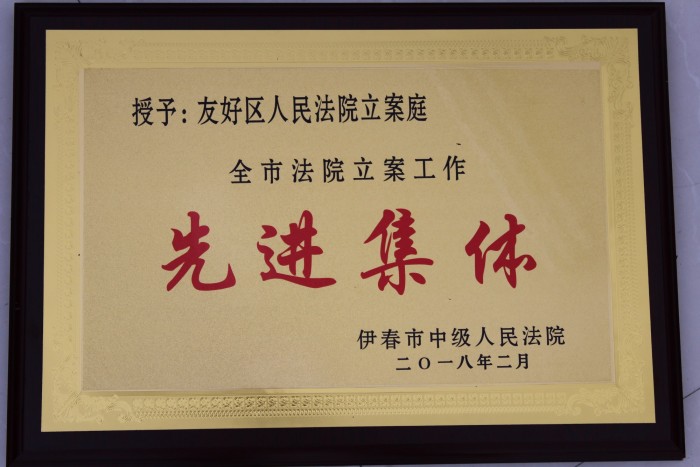 授予：友好区人民法院立案庭
全市法院立案工作
先进集体
伊春市中级人民法院
二〇一八年二月